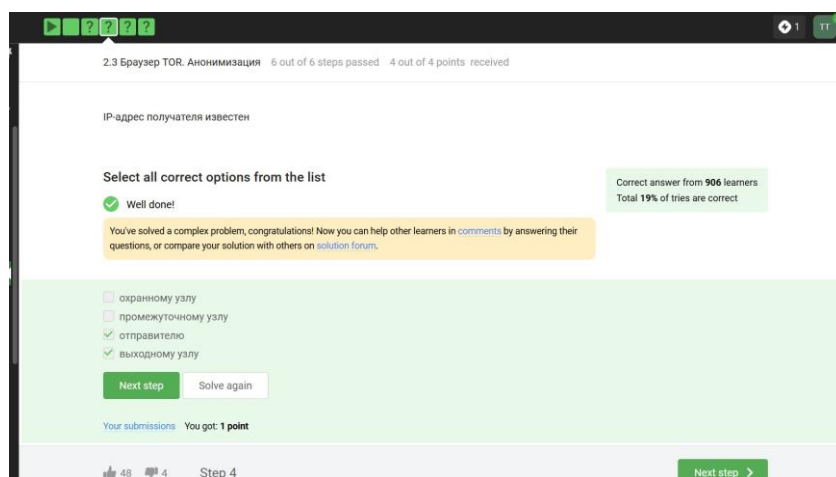 ? ? ? ?
1
TT
2.3 Браузер TOR. Анонимизация 6 out of 6 steps passed 4 out of 4 points received
IP-адрес получателя известен
Select all correct options from the list
Correct answer from 906 learners
Total 19% of tries are correct
Well done!
You've solved a complex problem, congratulations! Now you can help other learners in comments by answering their
questions, or compare your solution with others on solution forum.
охранному узлу
промежуточному узлу
отправителю
выходному узлу
Next step Solve again
Your submissions You got: 1 point
48 4 Step 4 Next step